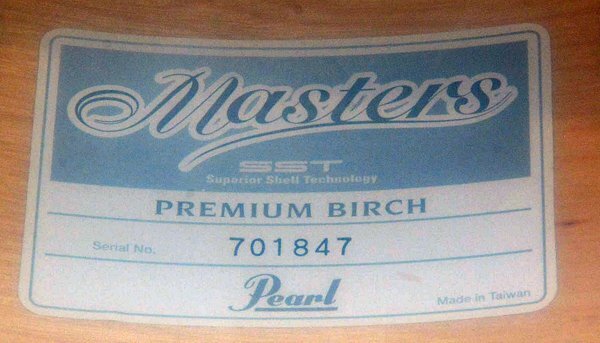 Masters
SST
Superior Shell Technology
PREMIUM BIRCH
Serial No. 701847
Pearl
Made in Taiwan